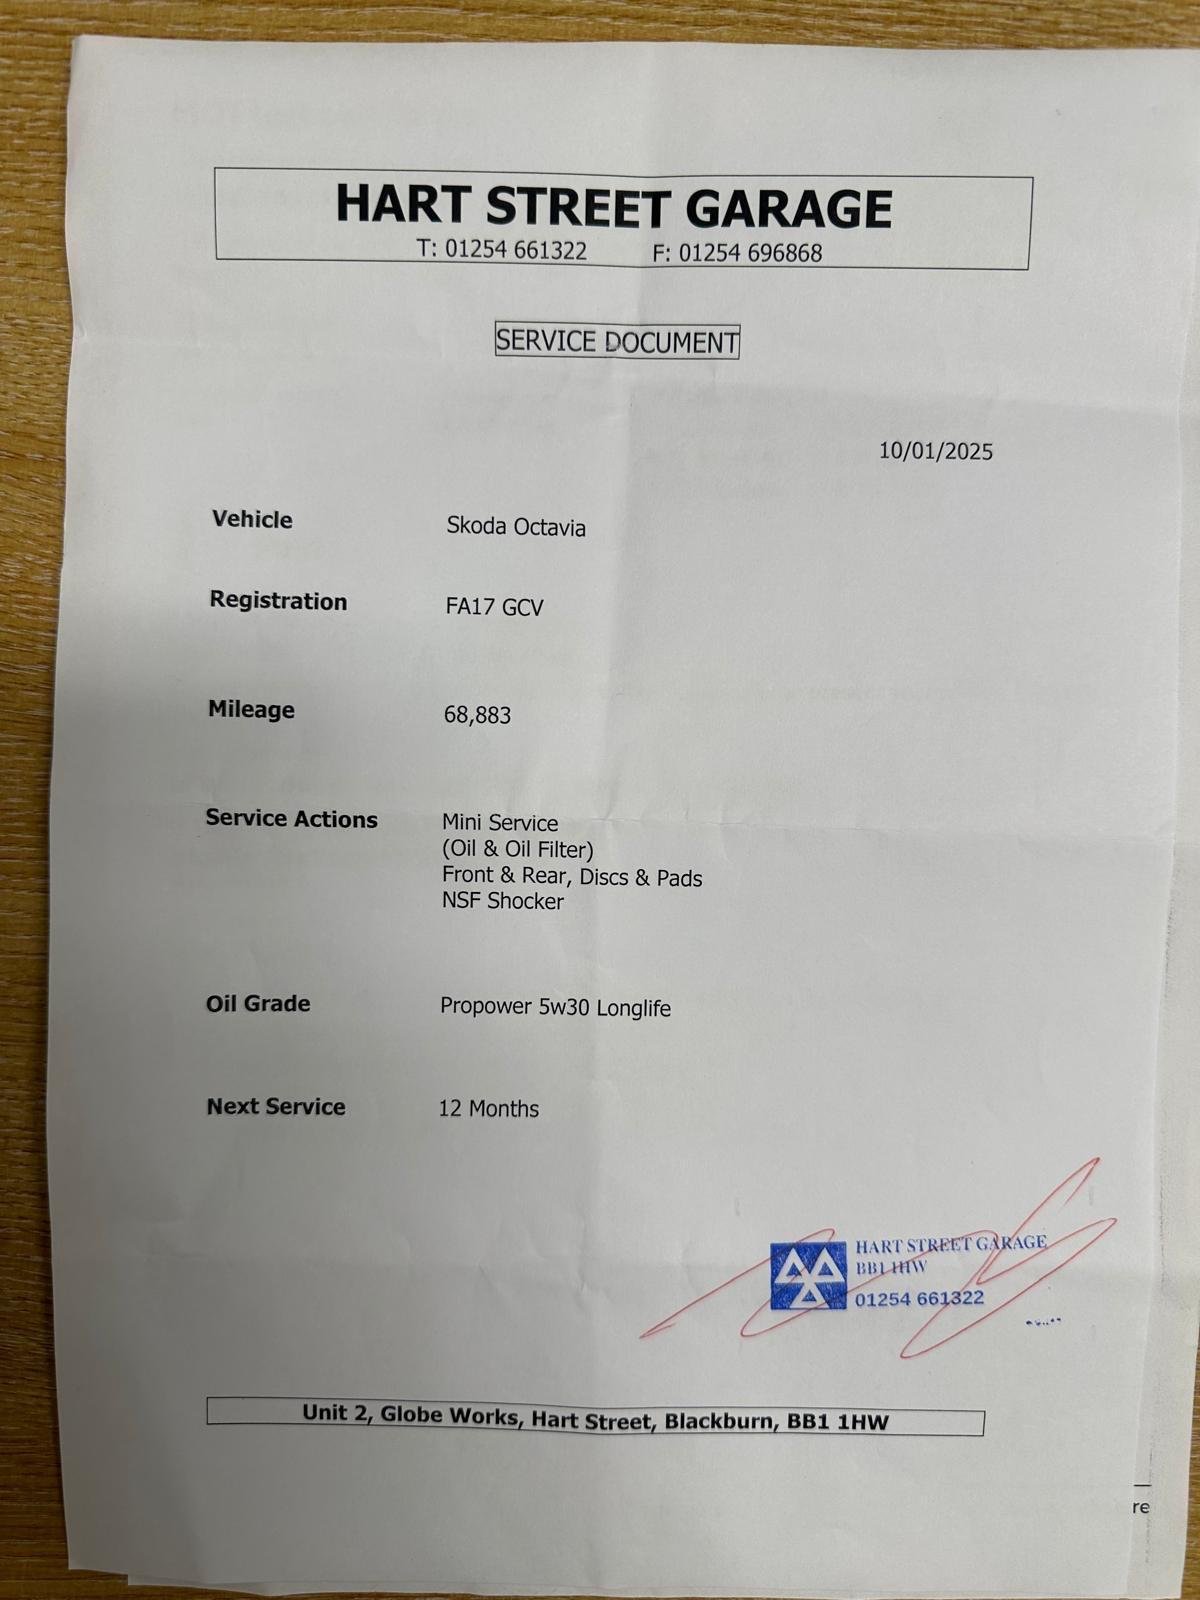 HART STREET GARAGE
T: 01254 661322 F: 01254 696868
SERVICE DOCUMENT
10/01/2025
Vehicle Skoda Octavia
Registration FA17 GCV
Mileage 68,883
Service Actions Mini Service
(Oil & Oil Filter)
Front & Rear, Discs & Pads
NSF Shocker
Oil Grade Propower 5w30 Longlife
Next Service 12 Months
HART STREET GARAGE
BB1 1HW
01254 661322
Unit 2, Globe Works, Hart Street, Blackburn, BB1 1HW
re